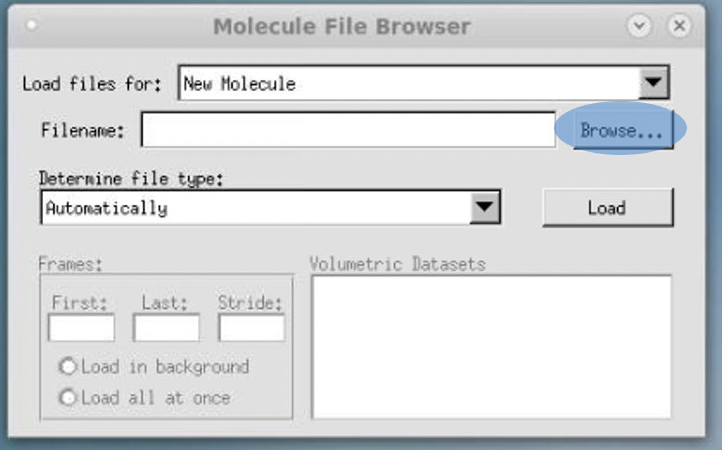 Molecule File Browser
Load files for: New Molecule
Filename: Browse...
Determine file type:
Automatically Load
Frames: Volumetric Datasets
First: Last: Stride:
Load in background
Load all at once